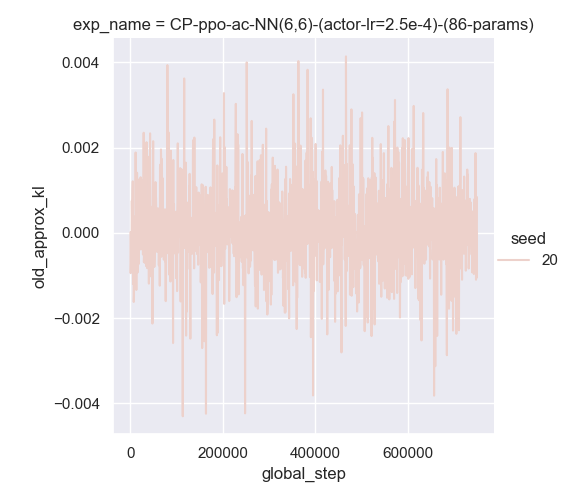 exp_name = CP-ppo-ac-NN(6,6)-(actor-lr=2.5e-4)-(86-params)
0.004
0.002
0.000
−0.002
−0.004
old_approx_kl
0
200000
400000
600000
global_step
seed
20